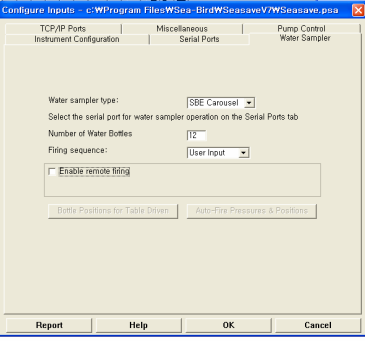 Configure Inputs - c:₩Program Files₩Sea-Bird₩SeasaveV7₩Seasave.psa
TCP/IP Ports Miscellaneous Pump Control
Instrument Configuration Serial Ports Water Sampler
Water sampler type: SBE Carousel
Select the serial port for water sampler operation on the Serial Ports tab
Number of Water Bottles 12
Firing sequence: User Input
Enable remote firing
Bottle Positions for Table Driven Auto-Fire Pressures & Positions
Report Help OK Cancel